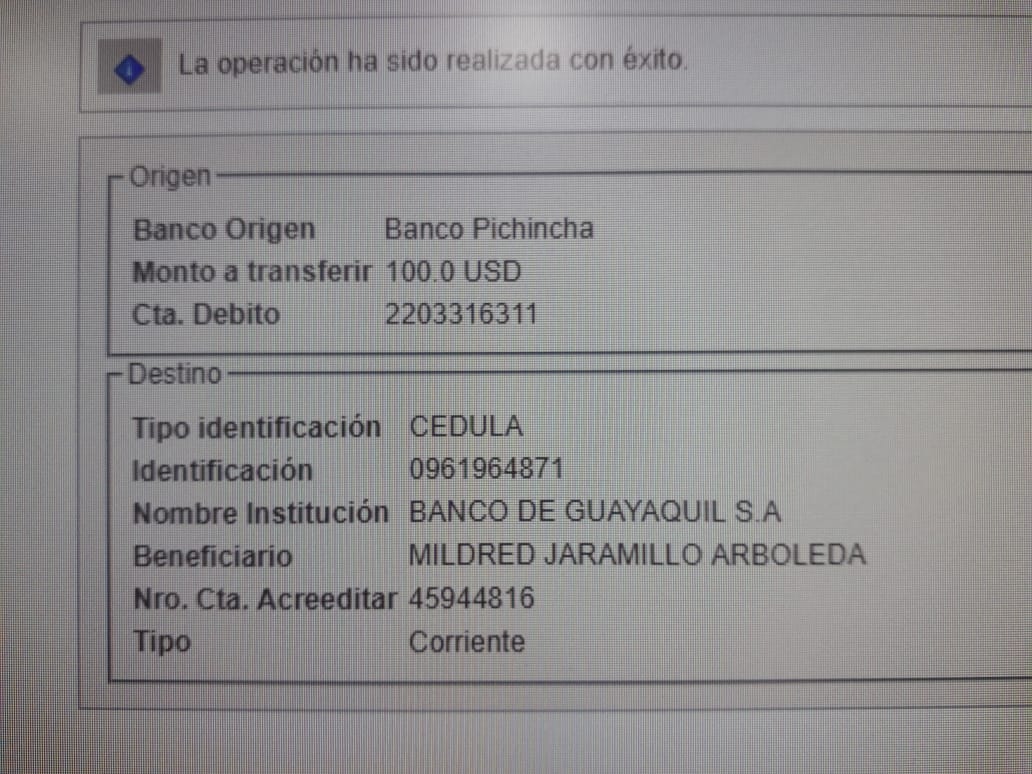 La operación ha sido realizada con éxito.
Origen
Banco Origen Banco Pichincha
Monto a transferir 100.0 USD
Cta. Debito 2203316311
Destino
Tipo identificación CEDULA
Identificación 0961964871
Nombre Institución BANCO DE GUAYAQUIL S.A
Beneficiario MILDRED JARAMILLO ARBOLEDA
Nro. Cta. Acreeditar 45944816
Tipo Corriente